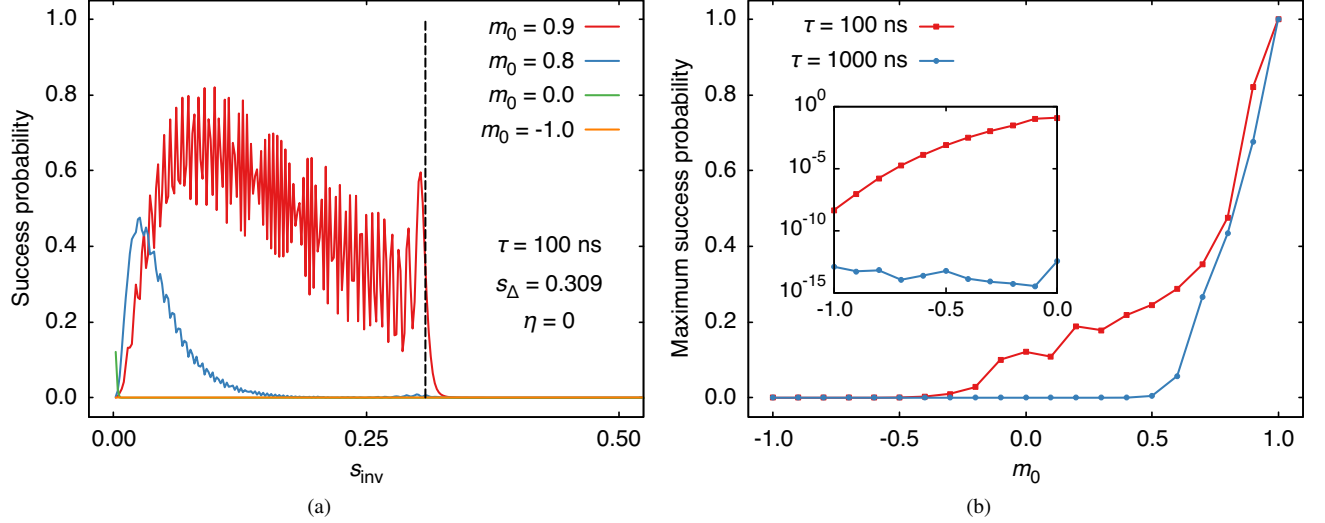 1.0
0.8
0.6
0.4
0.2
0.0
Success probability
m₀ = 0.9
m₀ = 0.8
m₀ = 0.0
m₀ = -1.0
τ = 100 ns
s_Δ = 0.309
η = 0
0.00
0.25
0.50
s_inv
(a)
1.0
0.8
0.6
0.4
0.2
0.0
Maximum success probability
τ = 100 ns
τ = 1000 ns
10⁰
10⁻⁵
10⁻¹⁰
10⁻¹⁵
-1.0
-0.5
0.0
-1.0
-0.5
0.0
0.5
1.0
m₀
(b)